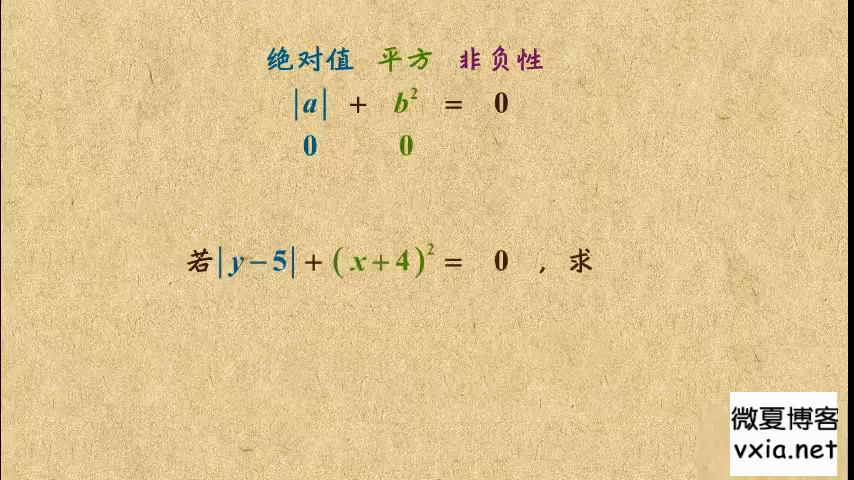 绝对值 平方 非负性
|a| + b² = 0
0 0
若|y－5|+(x+4)²= 0 ，求
微夏博客
vxia.net